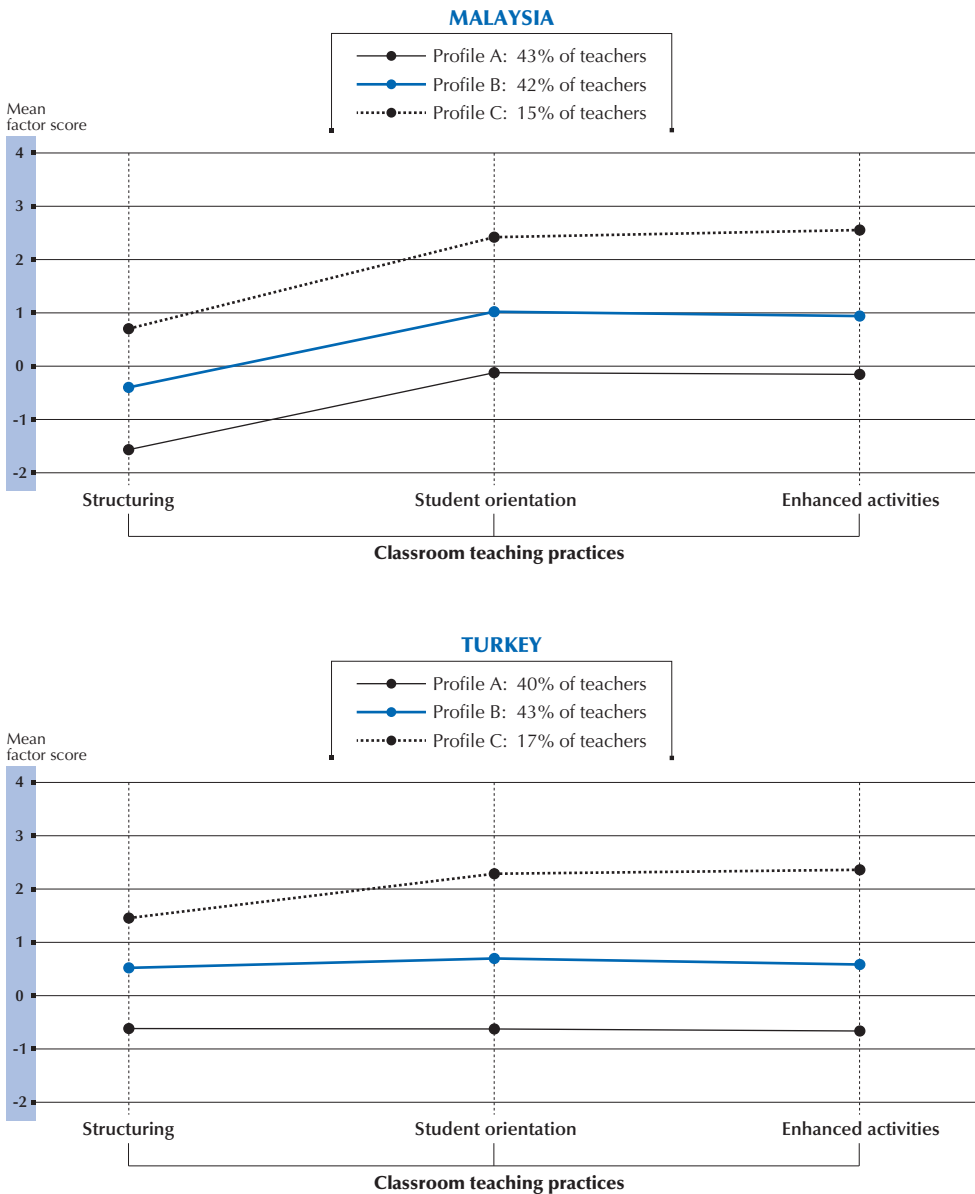 MALAYSIA
Profile A: 43% of teachers
Profile B: 42% of teachers
Profile C: 15% of teachers
Mean
factor score
4
3
2
1
0
-1
-2
Structuring
Student orientation
Enhanced activities
Classroom teaching practices
TURKEY
Profile A: 40% of teachers
Profile B: 43% of teachers
Profile C: 17% of teachers
Mean
factor score
4
3
2
1
0
-1
-2
Structuring
Student orientation
Enhanced activities
Classroom teaching practices